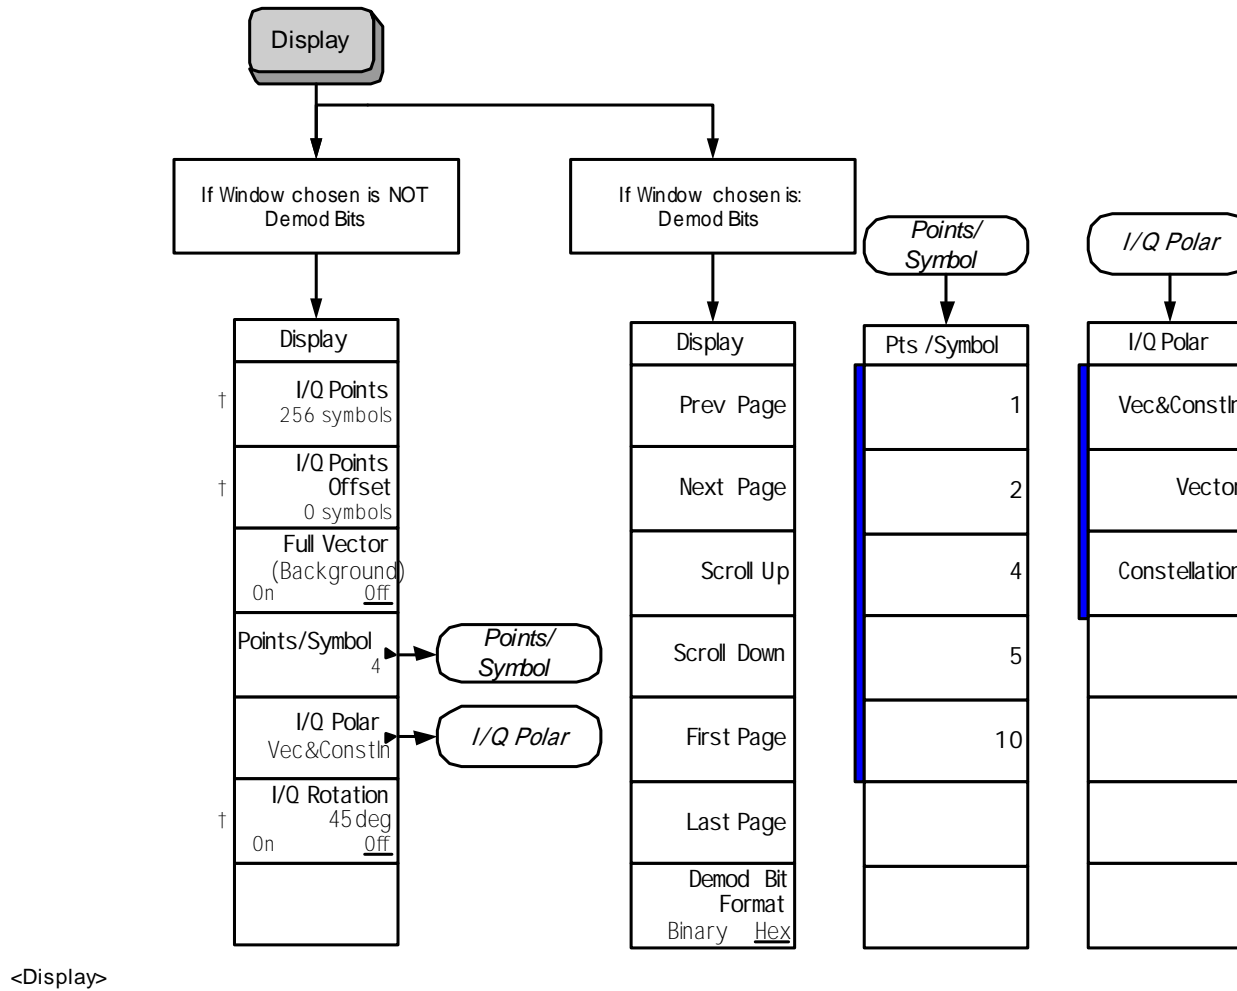 Display
If Window chosen is NOT
Demod Bits
If Window chosen is:
Demod Bits
Display
† I/Q Points
256 symbols
† I/Q Points
Offset
0 symbols
Full Vector
(Background)
On Off
Points/Symbol
4
Points/
Symbol
I/Q Polar
Vec&Constln
I/Q Polar
† I/Q Rotation
45 deg
On Off
Display
Prev Page
Next Page
Scroll Up
Scroll Down
First Page
Last Page
Demod Bit
Format
Binary Hex
Points/
Symbol
Pts /Symbol
1
2
4
5
10
I/Q Polar
I/Q Polar
Vec&Constln
Vector
Constellation
<Display>